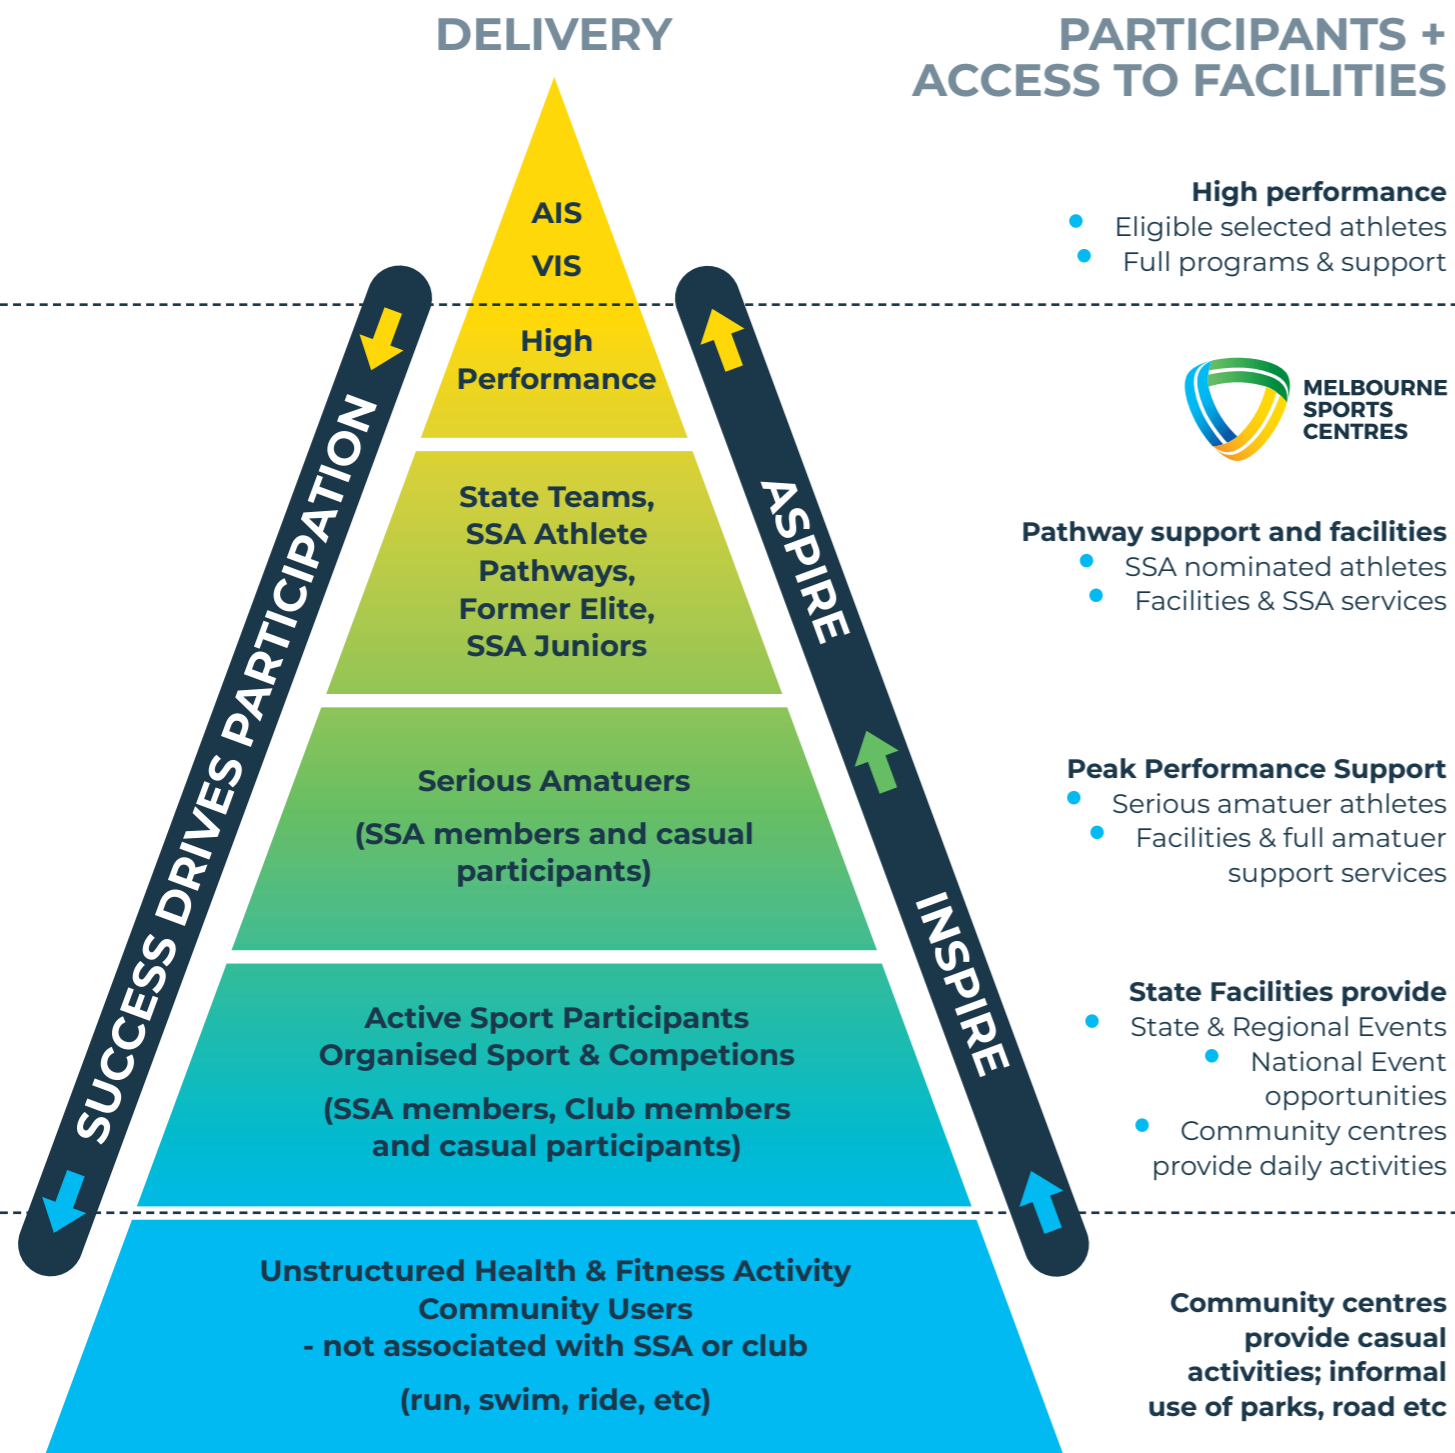 DELIVERY
PARTICIPANTS +
ACCESS TO FACILITIES
AIS
VIS
High
Performance
State Teams,
SSA Athlete
Pathways,
Former Elite,
SSA Juniors
Serious Amatuers
(SSA members and casual
participants)
Active Sport Participants
Organised Sport & Competions
(SSA members, Club members
and casual participants)
Unstructured Health & Fitness Activity
Community Users
- not associated with SSA or club
(run, swim, ride, etc)
SUCCESS DRIVES PARTICIPATION
ASPIRE
INSPIRE
High performance
• Eligible selected athletes
• Full programs & support
MELBOURNE
SPORTS
CENTRES
Pathway support and facilities
• SSA nominated athletes
• Facilities & SSA services
Peak Performance Support
• Serious amatuer athletes
• Facilities & full amatuer
support services
State Facilities provide
• State & Regional Events
• National Event
opportunities
• Community centres
provide daily activities
Community centres
provide casual
activities; informal
use of parks, road etc